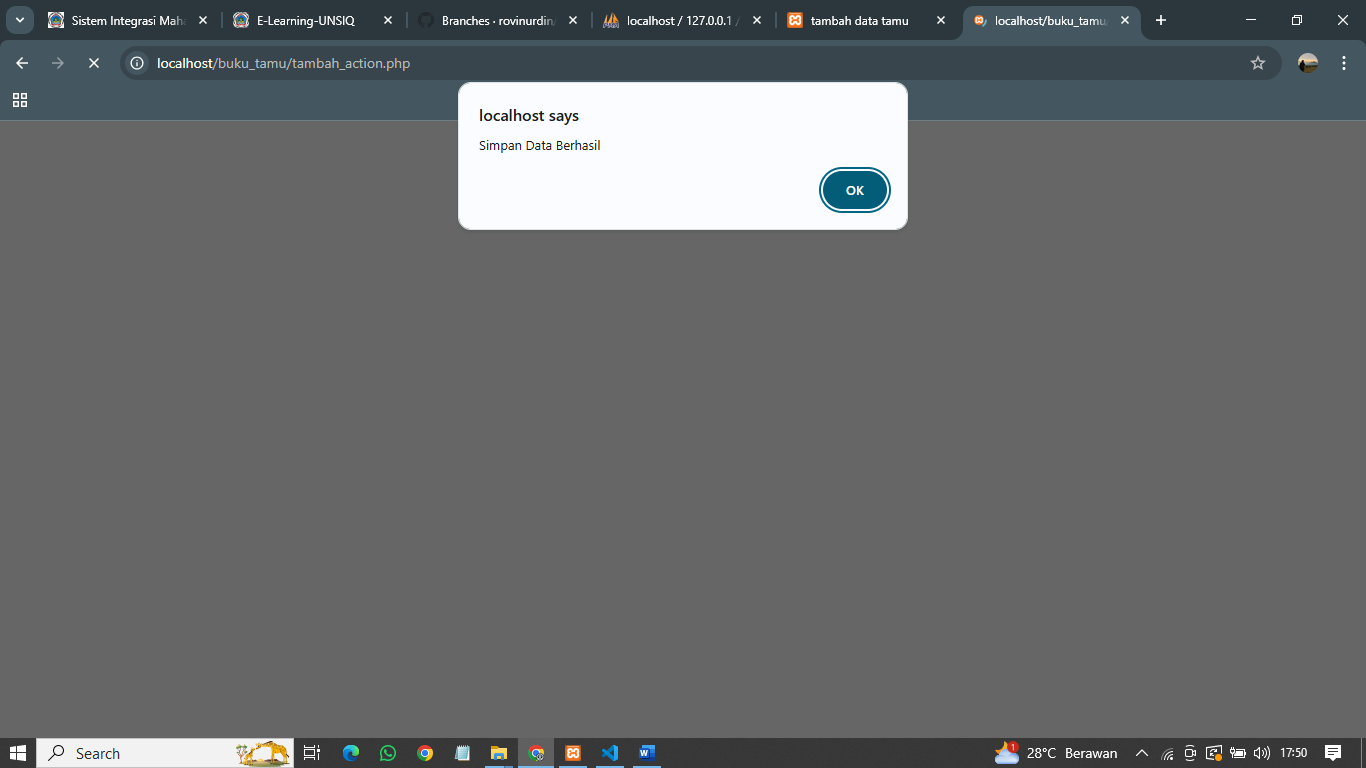 Sistem Integrasi Maha
E-Learning-UNSIQ
Branches · rovinurdin/
localhost / 127.0.0.1 /
tambah data tamu
localhost/buku_tamu/
localhost/buku_tamu/tambah_action.php
localhost says
Simpan Data Berhasil
OK
Search
1
28°C Berawan
17:50